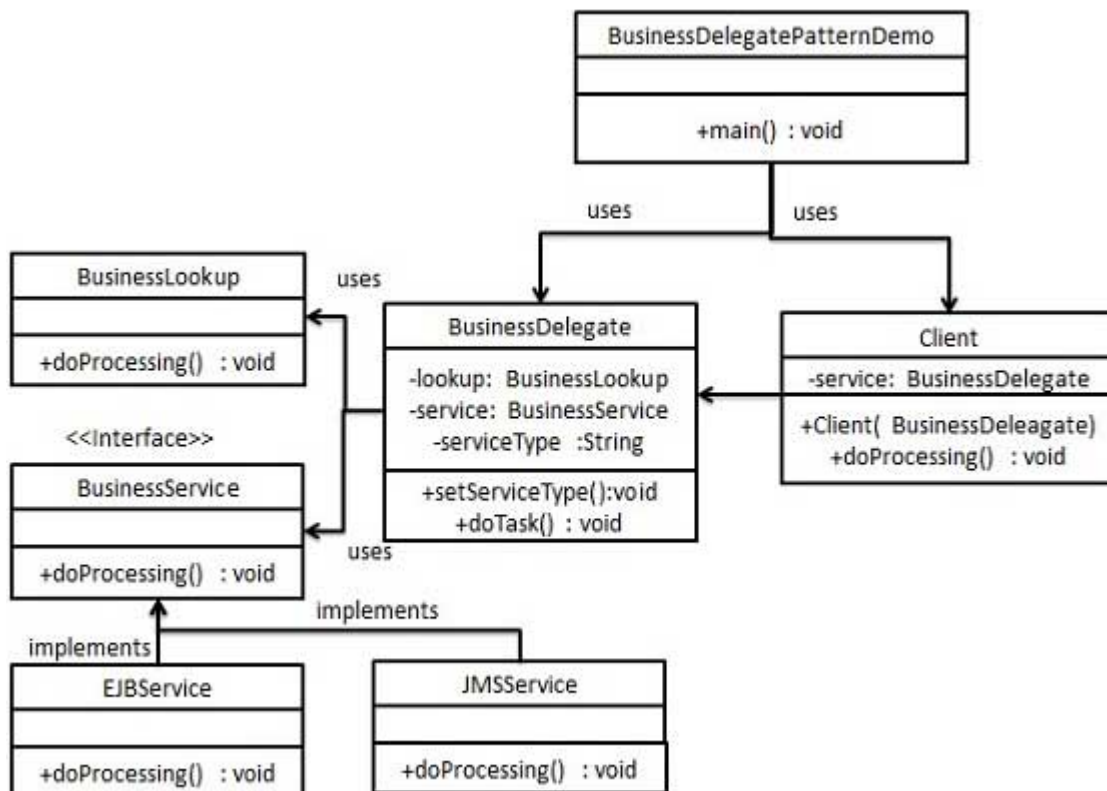 BusinessDelegatePatternDemo
+main() : void
uses
uses
BusinessLookup
+doProcessing() : void
uses
BusinessDelegate
-lookup: BusinessLookup
-service: BusinessService
-serviceType :String
+setServiceType():void
+doTask() : void
Client
-service: BusinessDelegate
+Client( BusinessDeleagate)
+doProcessing() : void
<<Interface>>
BusinessService
+doProcessing() : void
uses
implements
implements
EJBService
+doProcessing() : void
JMSService
+doProcessing() : void